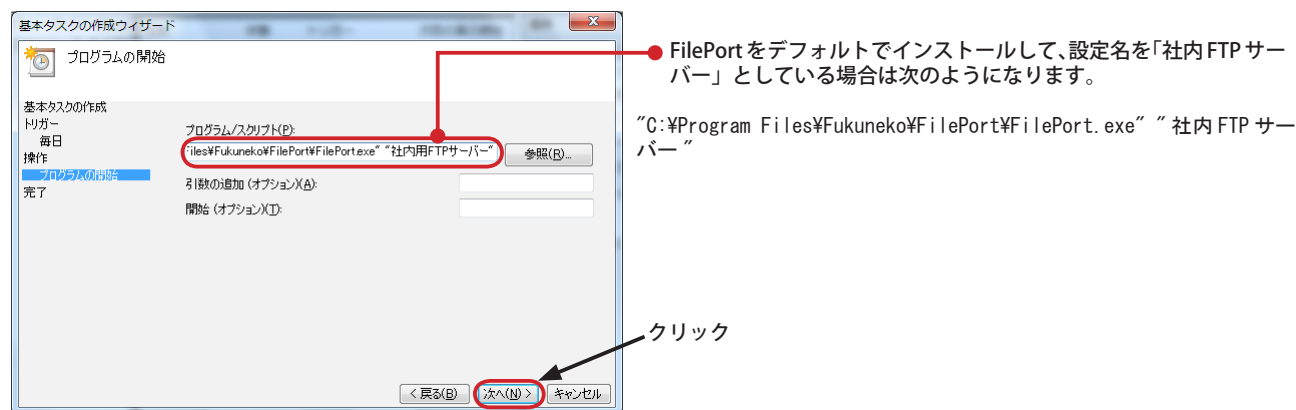 基本タスクの作成ウィザード
プログラムの開始
基本タスクの作成
トリガー
毎日
操作
プログラムの開始
完了
プログラム/スクリプト(P):
iles¥Fukuneko¥FilePort¥FilePort.exe" "社内用FTPサーバー"
参照(R)...
引数の追加 (オプション)(A):
開始 (オプション)(T):
< 戻る(B)
次へ(N) >
キャンセル
FilePortをデフォルトでインストールして、設定名を「社内FTPサー
バー」としている場合は次のようになります。
"C:¥Program Files¥Fukuneko¥FilePort¥FilePort.exe" "社内FTP サー
バー"
クリック